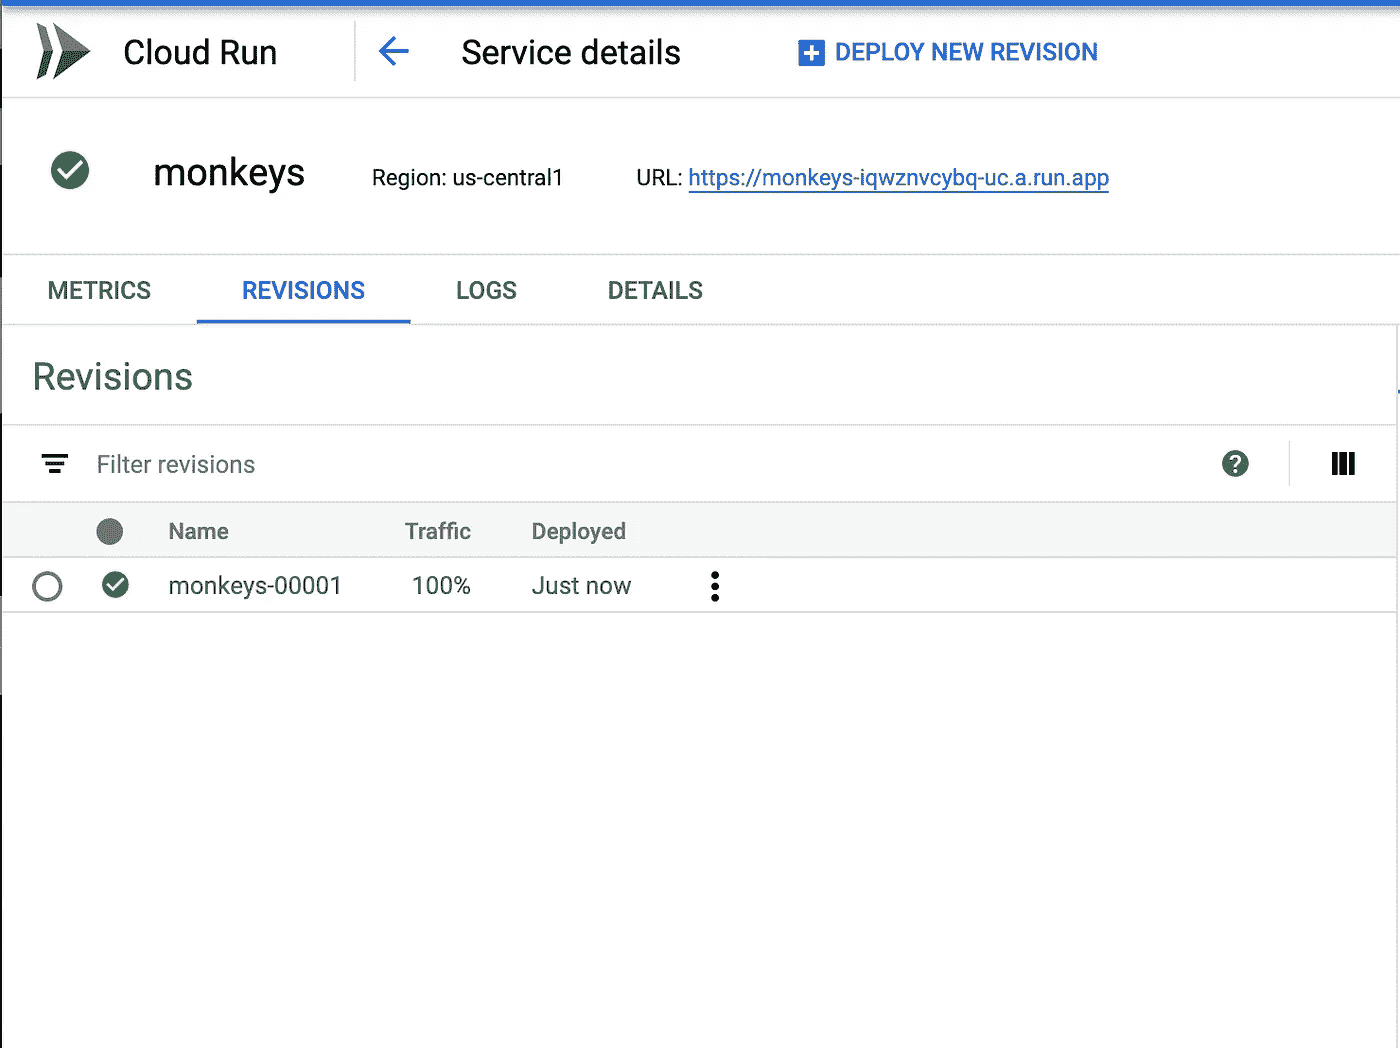 Cloud Run
Service details
DEPLOY NEW REVISION
monkeys
Region: us-central1
URL: https://monkeys-iqwznvcybq-uc.a.run.app
METRICS
REVISIONS
LOGS
DETAILS
Revisions
Filter revisions
?
Name Traffic Deployed
monkeys-00001 100% Just now